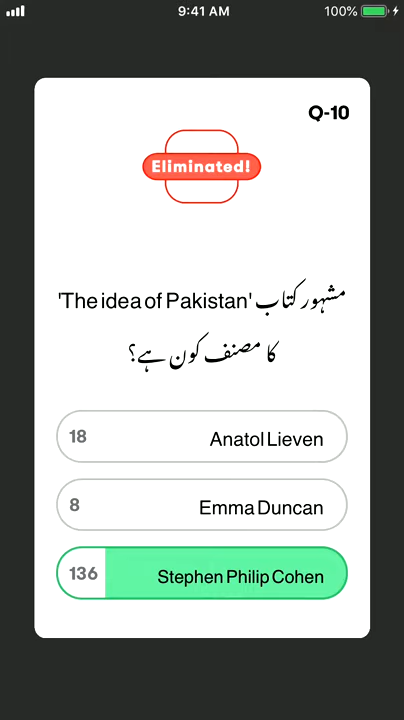 9:41 AM
100%
Q-10
Eliminated!
مشہور کتاب 'The idea of Pakistan'
کا مصنف کون ہے؟
18 Anatol Lieven
8 Emma Duncan
136 Stephen Philip Cohen